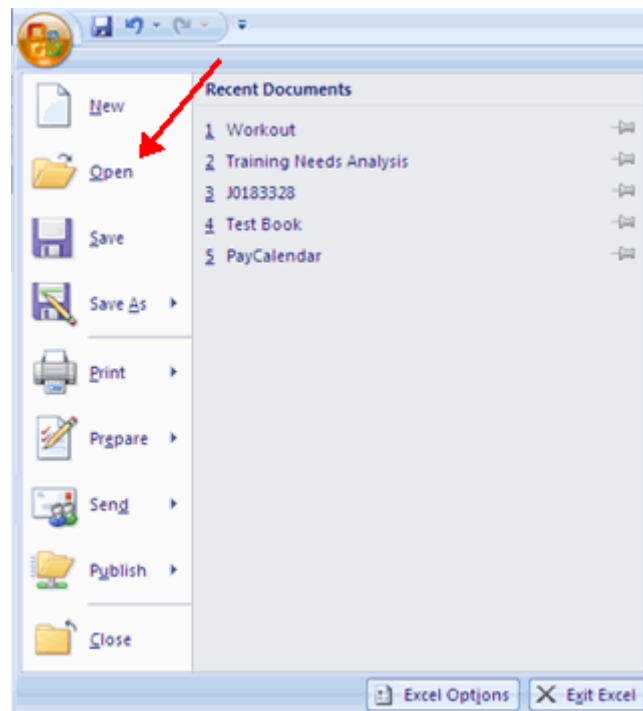 New
Open
Save
Save As
Print
Prepare
Send
Publish
Close
Recent Documents
1 Workout
2 Training Needs Analysis
3 J0183328
4 Test Book
5 PayCalendar
Excel Options
Exit Excel